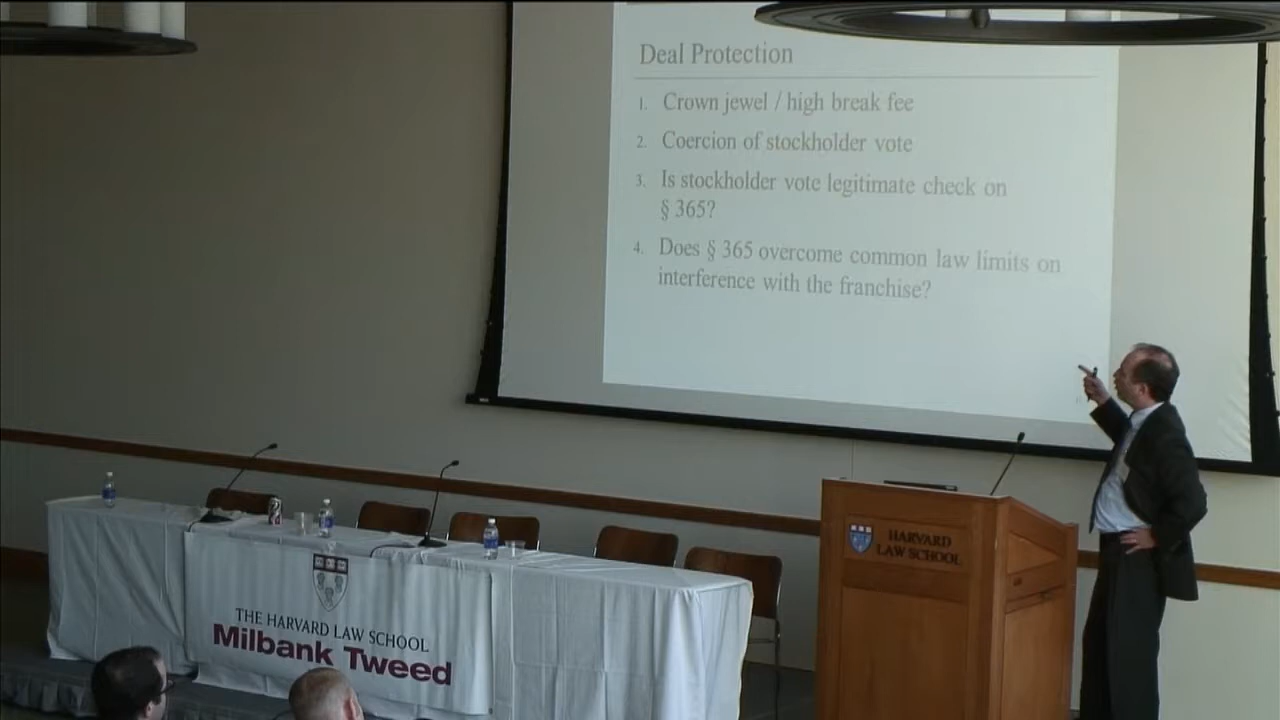 Deal Protection
1. Crown jewel / high break fee
2. Coercion of stockholder vote
3. Is stockholder vote legitimate check on
§ 365?
4. Does § 365 overcome common law limits on
interference with the franchise?
HARVARD
LAW SCHOOL
THE HARVARD LAW SCHOOL
Milbank Tweed